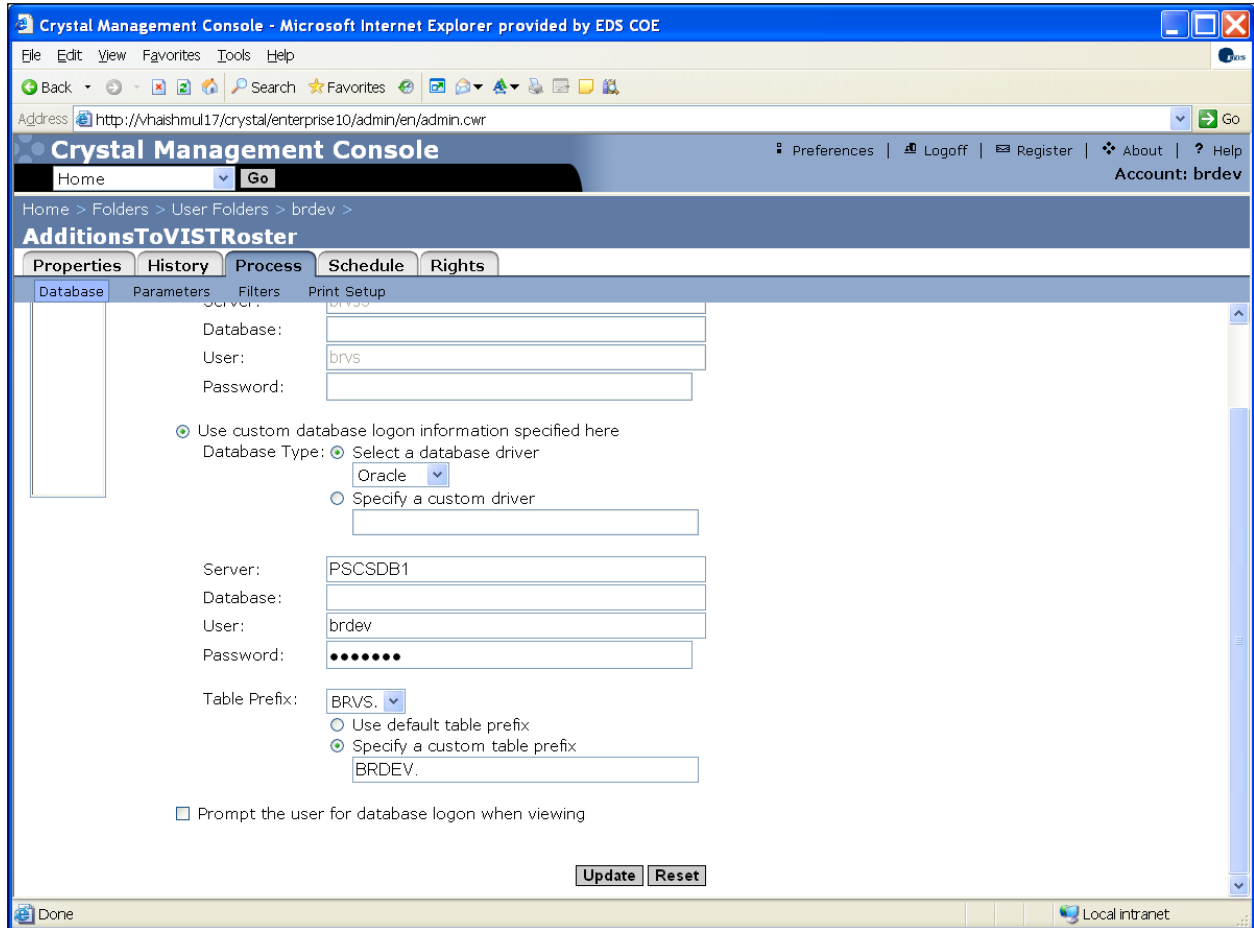 Crystal Management Console - Microsoft Internet Explorer provided by EDS COE
File Edit View Favorites Tools Help
EDS
Back Search Favorites
Address http://vhaishmul17/crystal/enterprise10/admin/en/admin.cwr Go
Crystal Management Console
Preferences | Logoff | Register | About | ? Help
Home Go
Account: brdev
Home > Folders > User Folders > brdev >
AdditionsToVISTRoster
Properties History Process Schedule Rights
Database Parameters Filters Print Setup
Server:
Database:
User: brvs
Password:
Use custom database logon information specified here
Database Type: Select a database driver
Oracle
Specify a custom driver
Server: PSCSDB1
Database:
User: brdev
Password: •••••••
Table Prefix: BRVS.
Use default table prefix
Specify a custom table prefix
BRDEV.
Prompt the user for database logon when viewing
Update Reset
Done Local intranet